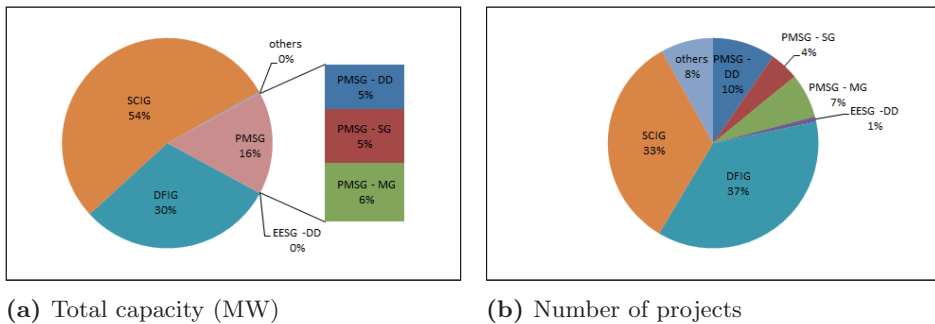 others
0%
SCIG
54%
PMSG
16%
DFIG
30%
EESG -DD
0%
PMSG - DD
5%
PMSG - SG
5%
PMSG - MG
6%
(a) Total capacity (MW)
others
8%
PMSG -
DD
10%
PMSG - SG
4%
PMSG - MG
7%
EESG -DD
1%
SCIG
33%
DFIG
37%
(b) Number of projects